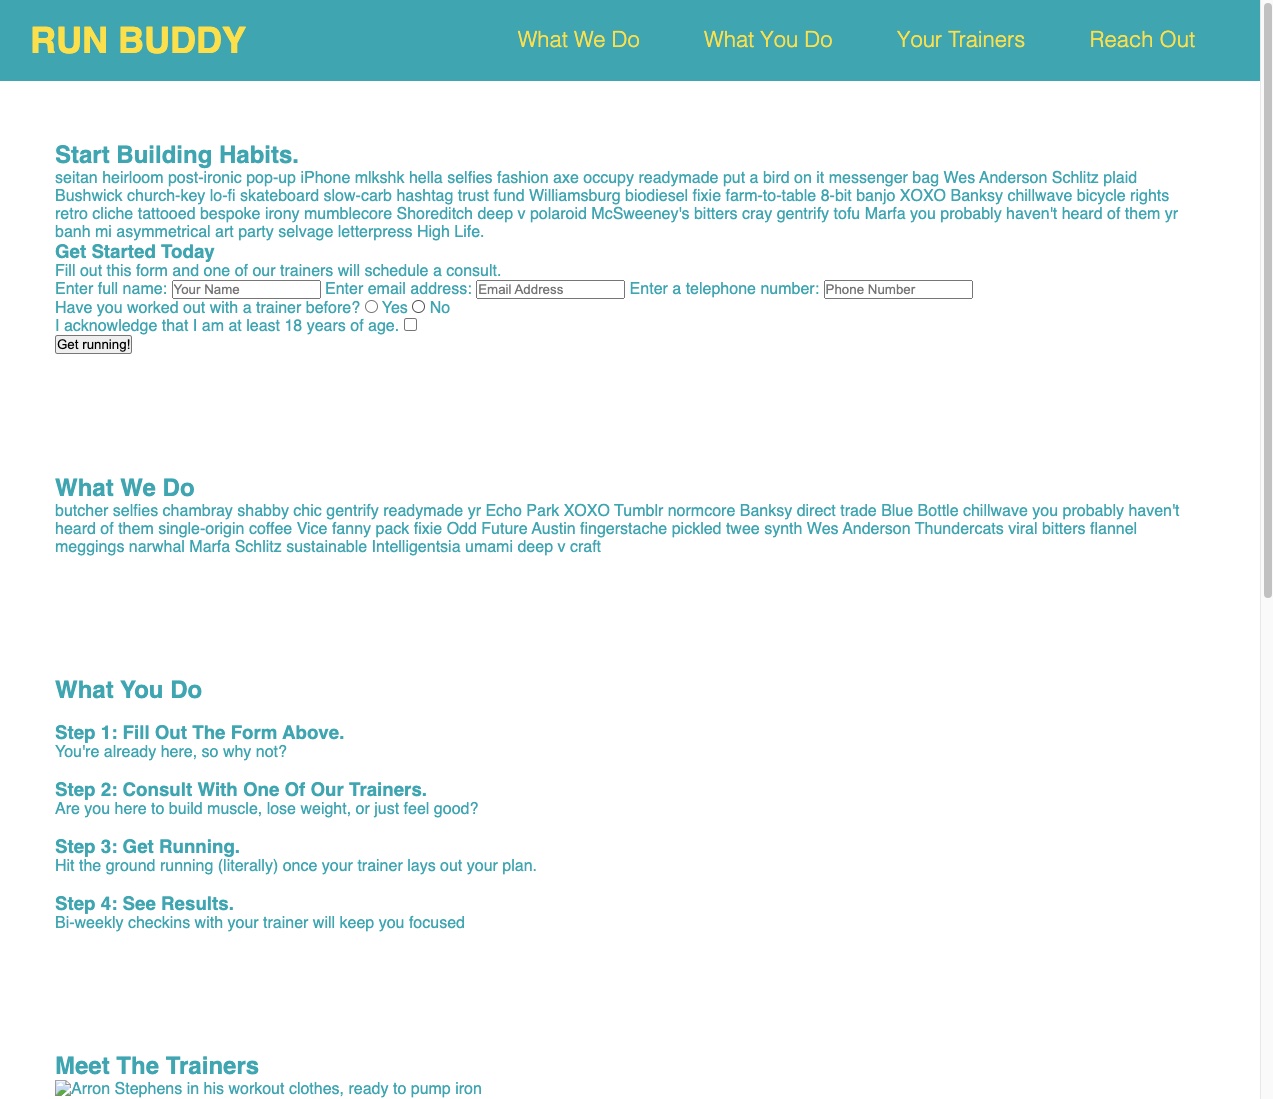 RUN BUDDY
What We Do What You Do Your Trainers Reach Out
Start Building Habits.
seitan heirloom post-ironic pop-up iPhone mlkshk hella selfies fashion axe occupy readymade put a bird on it messenger bag Wes Anderson Schlitz plaid
Bushwick church-key lo-fi skateboard slow-carb hashtag trust fund Williamsburg biodiesel fixie farm-to-table 8-bit banjo XOXO Banksy chillwave bicycle rights
retro cliche tattooed bespoke irony mumblecore Shoreditch deep v polaroid McSweeney's bitters cray gentrify tofu Marfa you probably haven't heard of them yr
banh mi asymmetrical art party selvage letterpress High Life.
Get Started Today
Fill out this form and one of our trainers will schedule a consult.
Enter full name: Your Name Enter email address: Email Address Enter a telephone number: Phone Number
Have you worked out with a trainer before? Yes No
I acknowledge that I am at least 18 years of age.
Get running!
What We Do
butcher selfies chambray shabby chic gentrify readymade yr Echo Park XOXO Tumblr normcore Banksy direct trade Blue Bottle chillwave you probably haven't
heard of them single-origin coffee Vice fanny pack fixie Odd Future Austin fingerstache pickled twee synth Wes Anderson Thundercats viral bitters flannel
meggings narwhal Marfa Schlitz sustainable Intelligentsia umami deep v craft
What You Do
Step 1: Fill Out The Form Above.
You're already here, so why not?
Step 2: Consult With One Of Our Trainers.
Are you here to build muscle, lose weight, or just feel good?
Step 3: Get Running.
Hit the ground running (literally) once your trainer lays out your plan.
Step 4: See Results.
Bi-weekly checkins with your trainer will keep you focused
Meet The Trainers
Arron Stephens in his workout clothes, ready to pump iron